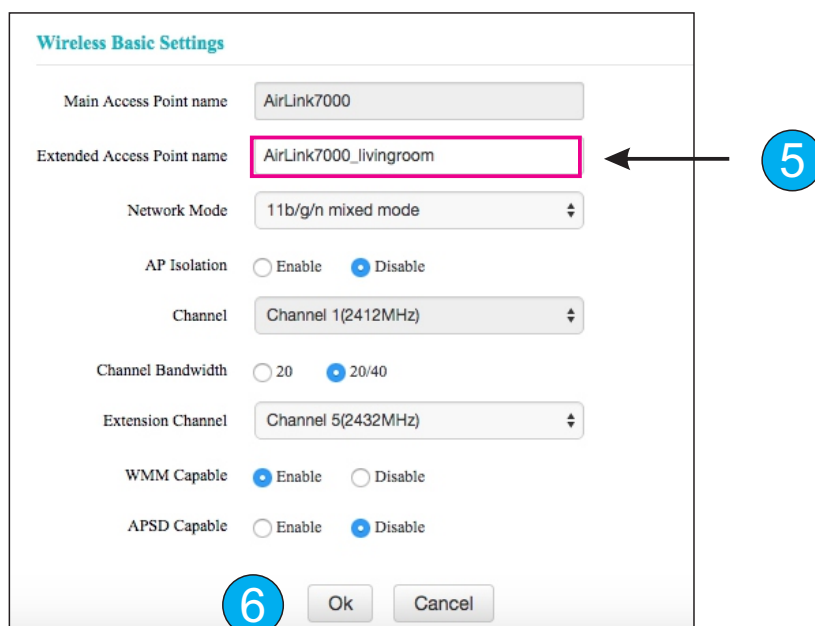 Wireless Basic Settings
Main Access Point name AirLink7000
Extended Access Point name AirLink7000_livingroom
5
Network Mode 11b/g/n mixed mode
AP Isolation Enable Disable
Channel Channel 1(2412MHz)
Channel Bandwidth 20 20/40
Extension Channel Channel 5(2432MHz)
WMM Capable Enable Disable
APSD Capable Enable Disable
6 Ok Cancel